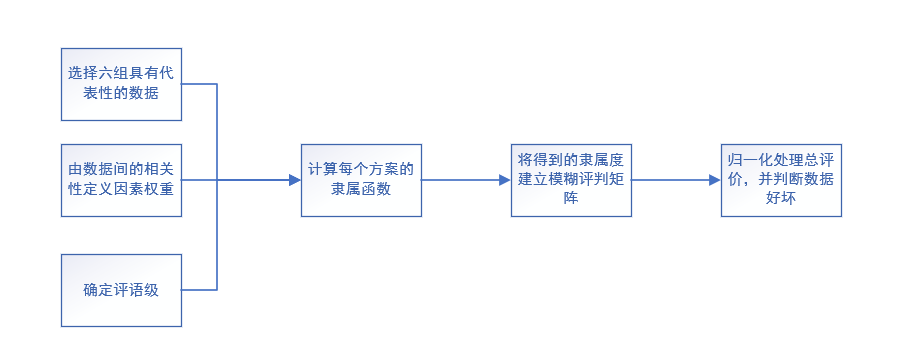 选择六组具有代
表性的数据
由数据间的相关
性定义因素权重
确定评语级
计算每个方案的
隶属函数
将得到的隶属度
建立模糊评判矩
阵
归一化处理总评
价，并判断数据
好坏